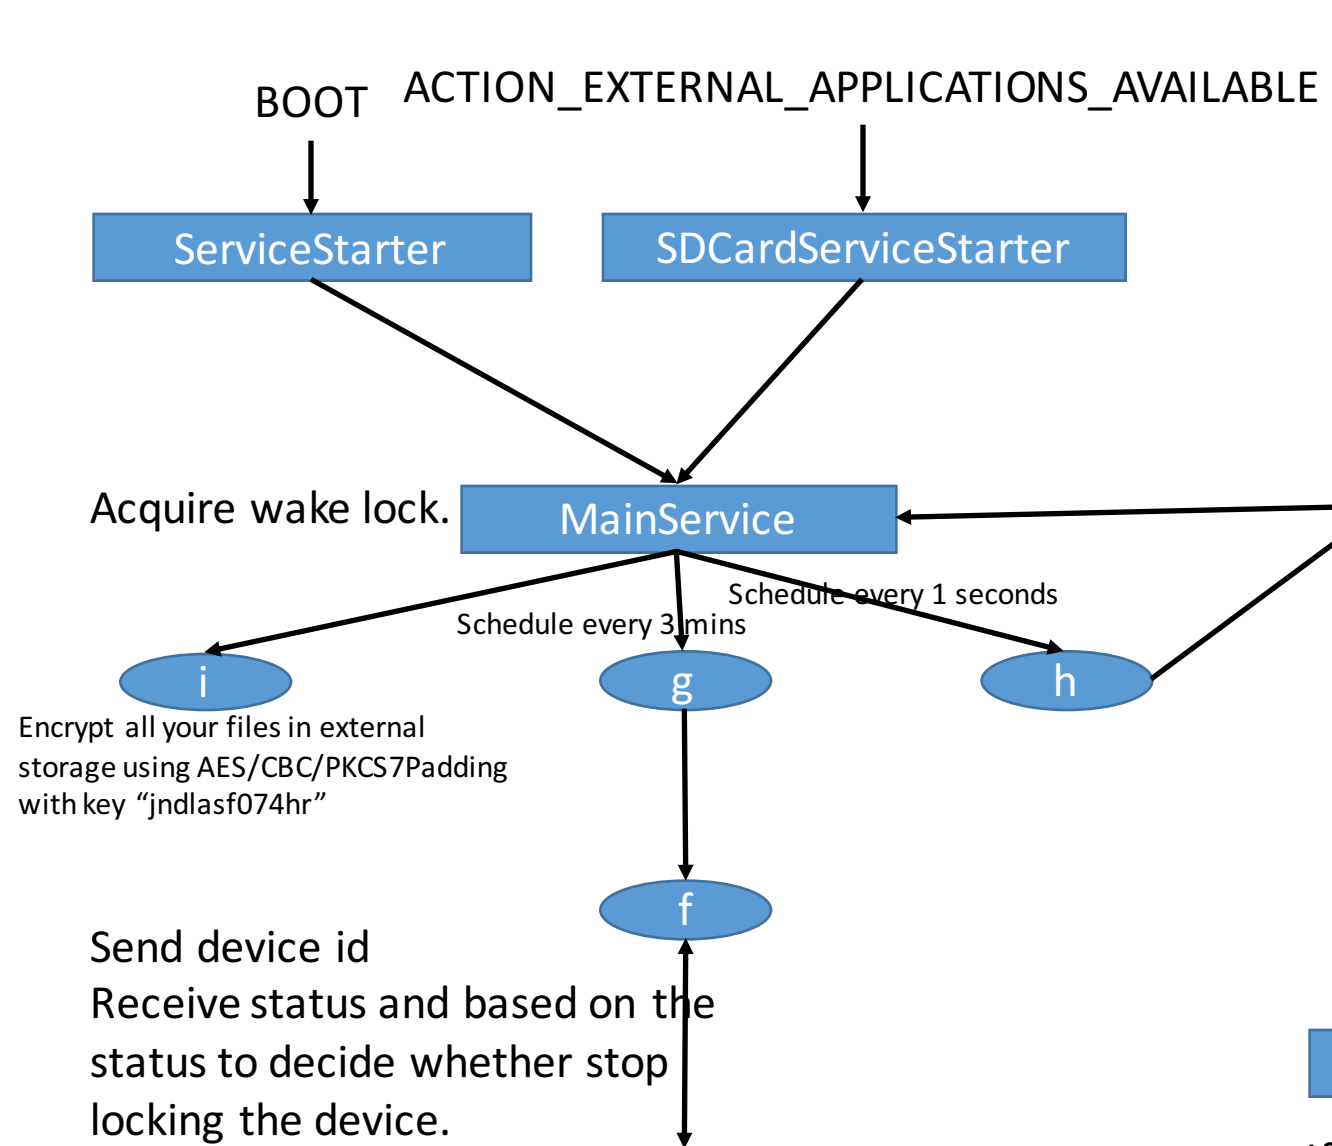 BOOT
ACTION_EXTERNAL_APPLICATIONS_AVAILABLE
ServiceStarter
SDCardServiceStarter
Acquire wake lock.
MainService
Schedule every 1 seconds
Schedule every 3 mins
i
g
h
Encrypt all your files in external
storage using AES/CBC/PKCS7Padding
with key “jndlasf074hr”
f
Send device id
Receive status and based on the
status to decide whether stop
locking the device.